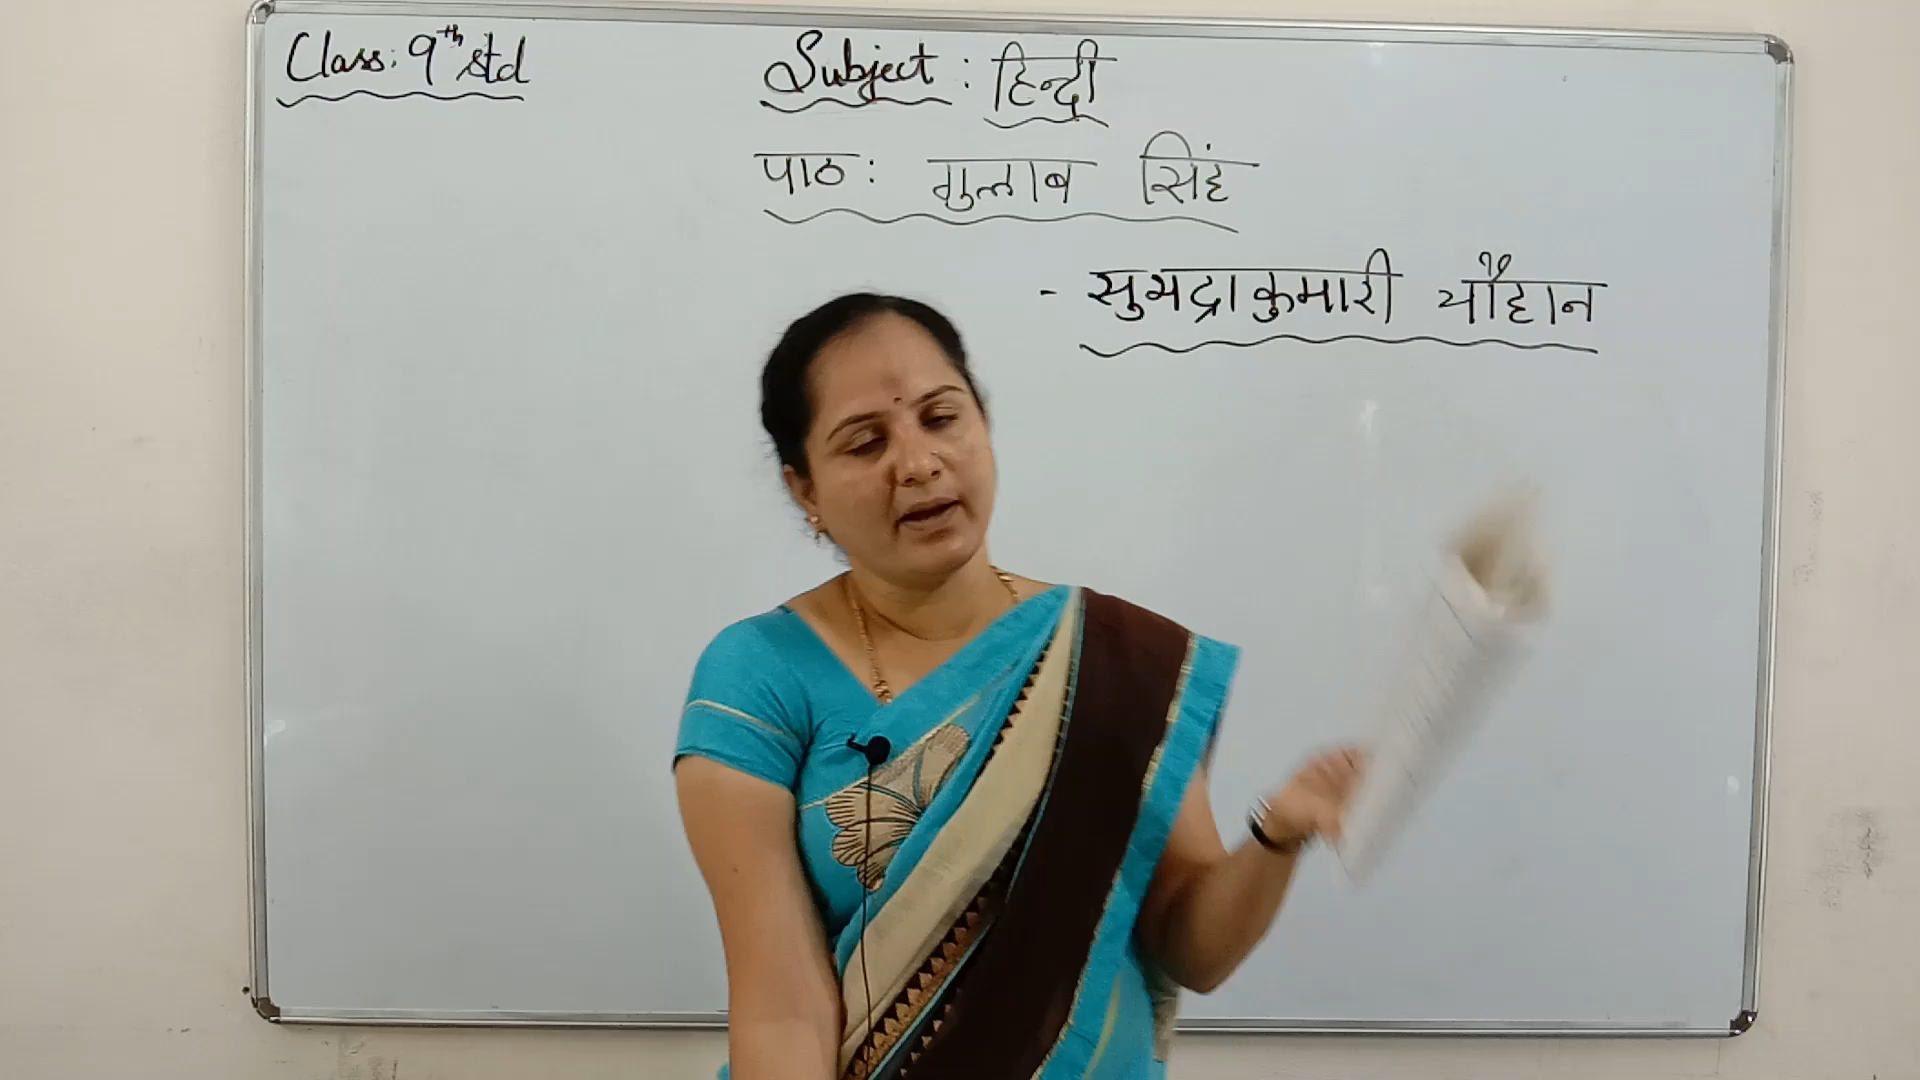 Class: 9th std
Subject : हिन्दी
पाठ : गुलाब सिंह
- सुभद्राकुमारी चौहान